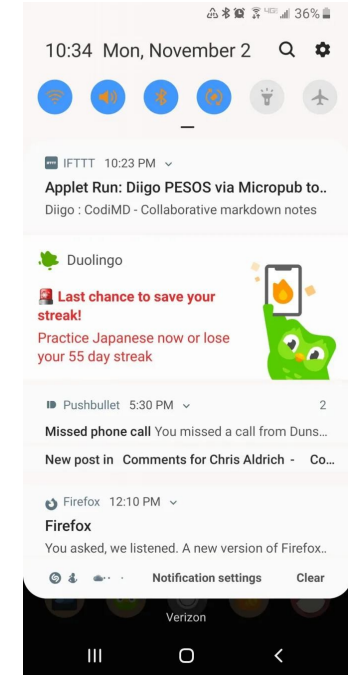 4GE 36%
10:34 Mon, November 2
IFTTT 10:23 PM
Applet Run: Diigo PESOS via Micropub to..
Diigo : CodiMD - Collaborative markdown notes
Duolingo
🚨 Last chance to save your
streak!
Practice Japanese now or lose
your 55 day streak
Pushbullet 5:30 PM 2
Missed phone call You missed a call from Duns...
New post in Comments for Chris Aldrich - Co...
Firefox 12:10 PM
Firefox
You asked, we listened. A new version of Firefox..
Notification settings Clear
Verizon